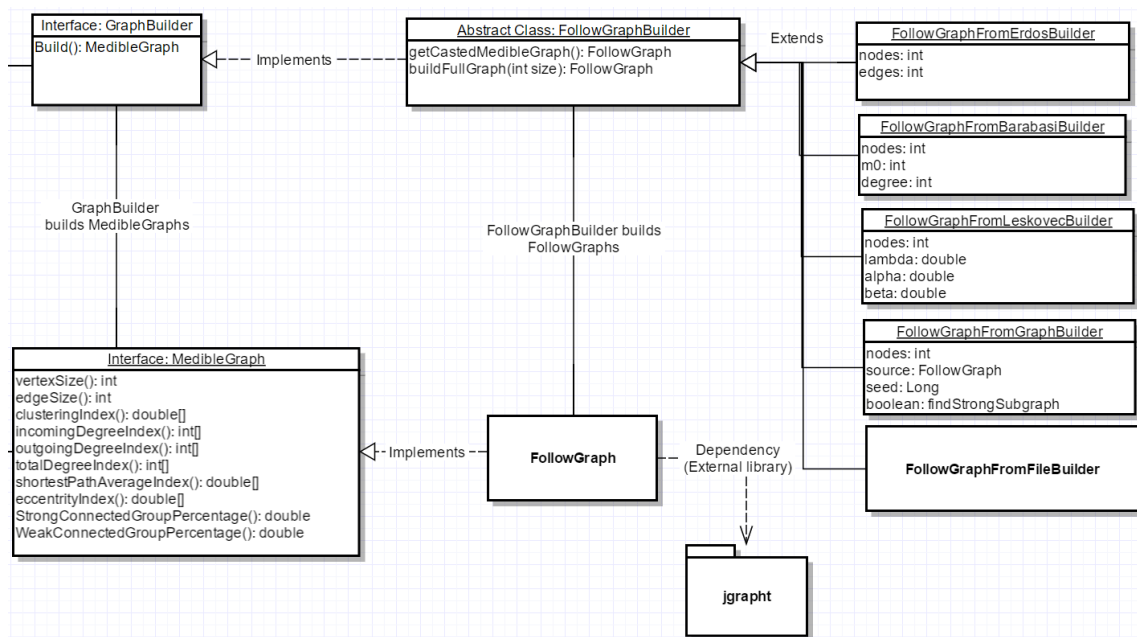 Interface: GraphBuilder
Build(): MedibleGraph
Implements
Abstract Class: FollowGraphBuilder
getCastedMedibleGraph(): FollowGraph
buildFullGraph(int size): FollowGraph
Extends
FollowGraphFromErdosBuilder
nodes: int
edges: int
FollowGraphFromBarabasiBuilder
nodes: int
m0: int
degree: int
GraphBuilder
builds MedibleGraphs
FollowGraphBuilder builds
FollowGraphs
FollowGraphFromLeskovecBuilder
nodes: int
lambda: double
alpha: double
beta: double
FollowGraphFromGraphBuilder
nodes: int
source: FollowGraph
seed: Long
boolean: findStrongSubgraph
Interface: MedibleGraph
vertexSize(): int
edgeSize(): int
clusteringIndex(): double[]
incomingDegreeIndex(): int[]
outgoingDegreeIndex(): int[]
totalDegreeIndex(): int[]
shortestPathAverageIndex(): double[]
eccentrityIndex(): double[]
StrongConnectedGroupPercentage(): double
WeakConnectedGroupPercentage(): double
Implements
FollowGraph
Dependency
(External library)
FollowGraphFromFileBuilder
jgrapht